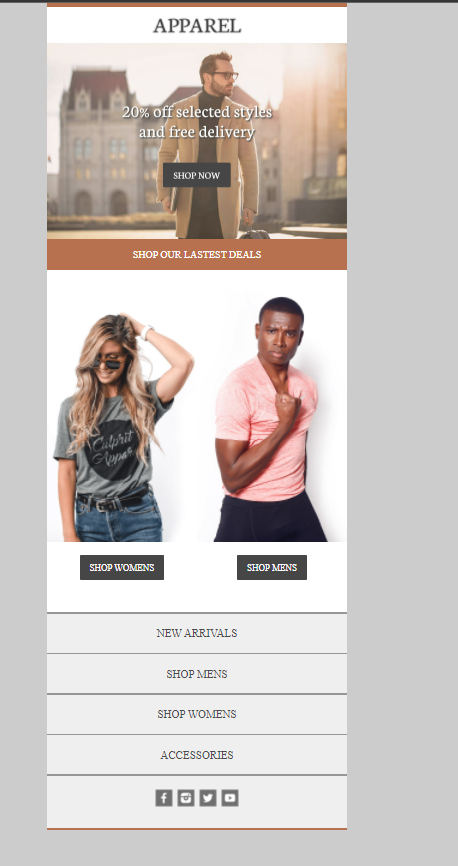 APPAREL
20% off selected styles
and free delivery
SHOP NOW
SHOP OUR LASTEST DEALS
Culprit
Appar
SHOP WOMENS
SHOP MENS
NEW ARRIVALS
SHOP MENS
SHOP WOMENS
ACCESSORIES